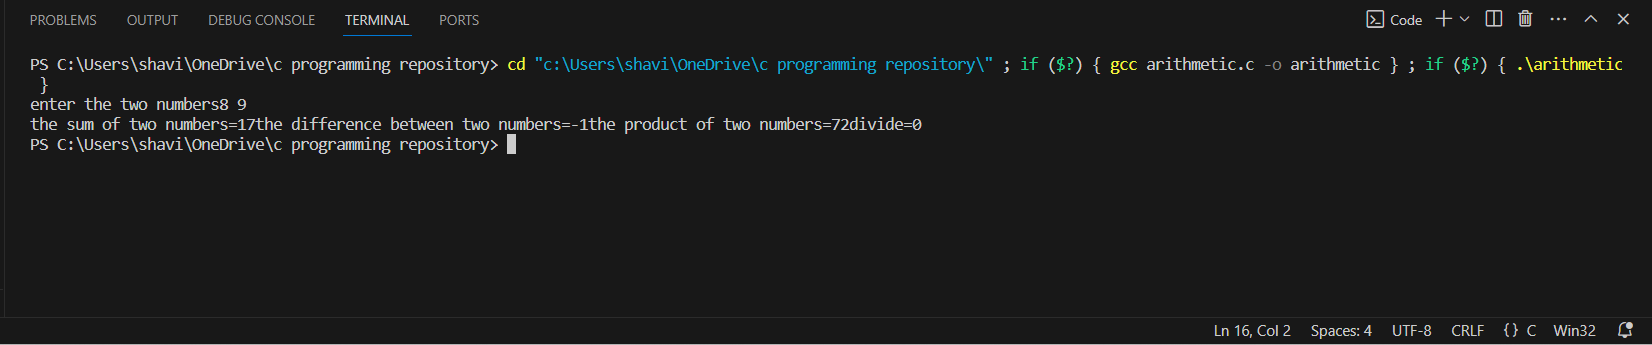 PROBLEMS OUTPUT DEBUG CONSOLE TERMINAL PORTS Code
PS C:\Users\shavi\OneDrive\c programming repository> cd "c:\Users\shavi\OneDrive\c programming repository\" ; if ($?) { gcc arithmetic.c -o arithmetic } ; if ($?) { .\arithmetic
}
enter the two numbers8 9
the sum of two numbers=17the difference between two numbers=-1the product of two numbers=72divide=0
PS C:\Users\shavi\OneDrive\c programming repository>
Ln 16, Col 2 Spaces: 4 UTF-8 CRLF {} C Win32